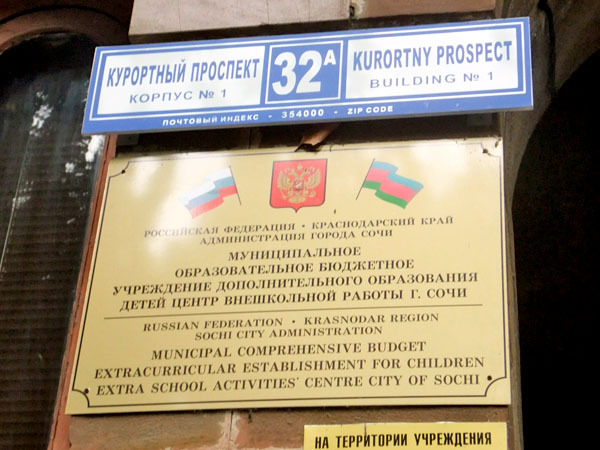 КУРОРТНЫЙ ПРОСПЕКТ
КОРПУС № 1
32А
KURORTNY PROSPECT
BUILDING № 1
ПОЧТОВЫЙ ИНДЕКС - 354000 - ZIP CODE
РОССИЙСКАЯ ФЕДЕРАЦИЯ • КРАСНОДАРСКИЙ КРАЙ
АДМИНИСТРАЦИЯ ГОРОДА СОЧИ
МУНИЦИПАЛЬНОЕ
ОБРАЗОВАТЕЛЬНОЕ БЮДЖЕТНОЕ
УЧРЕЖДЕНИЕ ДОПОЛНИТЕЛЬНОГО ОБРАЗОВАНИЯ
ДЕТЕЙ ЦЕНТР ВНЕШКОЛЬНОЙ РАБОТЫ Г. СОЧИ
RUSSIAN FEDERATION • KRASNODAR REGION
SOCHI CITY ADMINISTRATION
MUNICIPAL COMPREHENSIVE BUDGET
EXTRACURRICULAR ESTABLISHMENT FOR CHILDREN
EXTRA SCHOOL ACTIVITIES' CENTRE CITY OF SOCHI
НА ТЕРРИТОРИИ УЧРЕЖДЕНИЯ